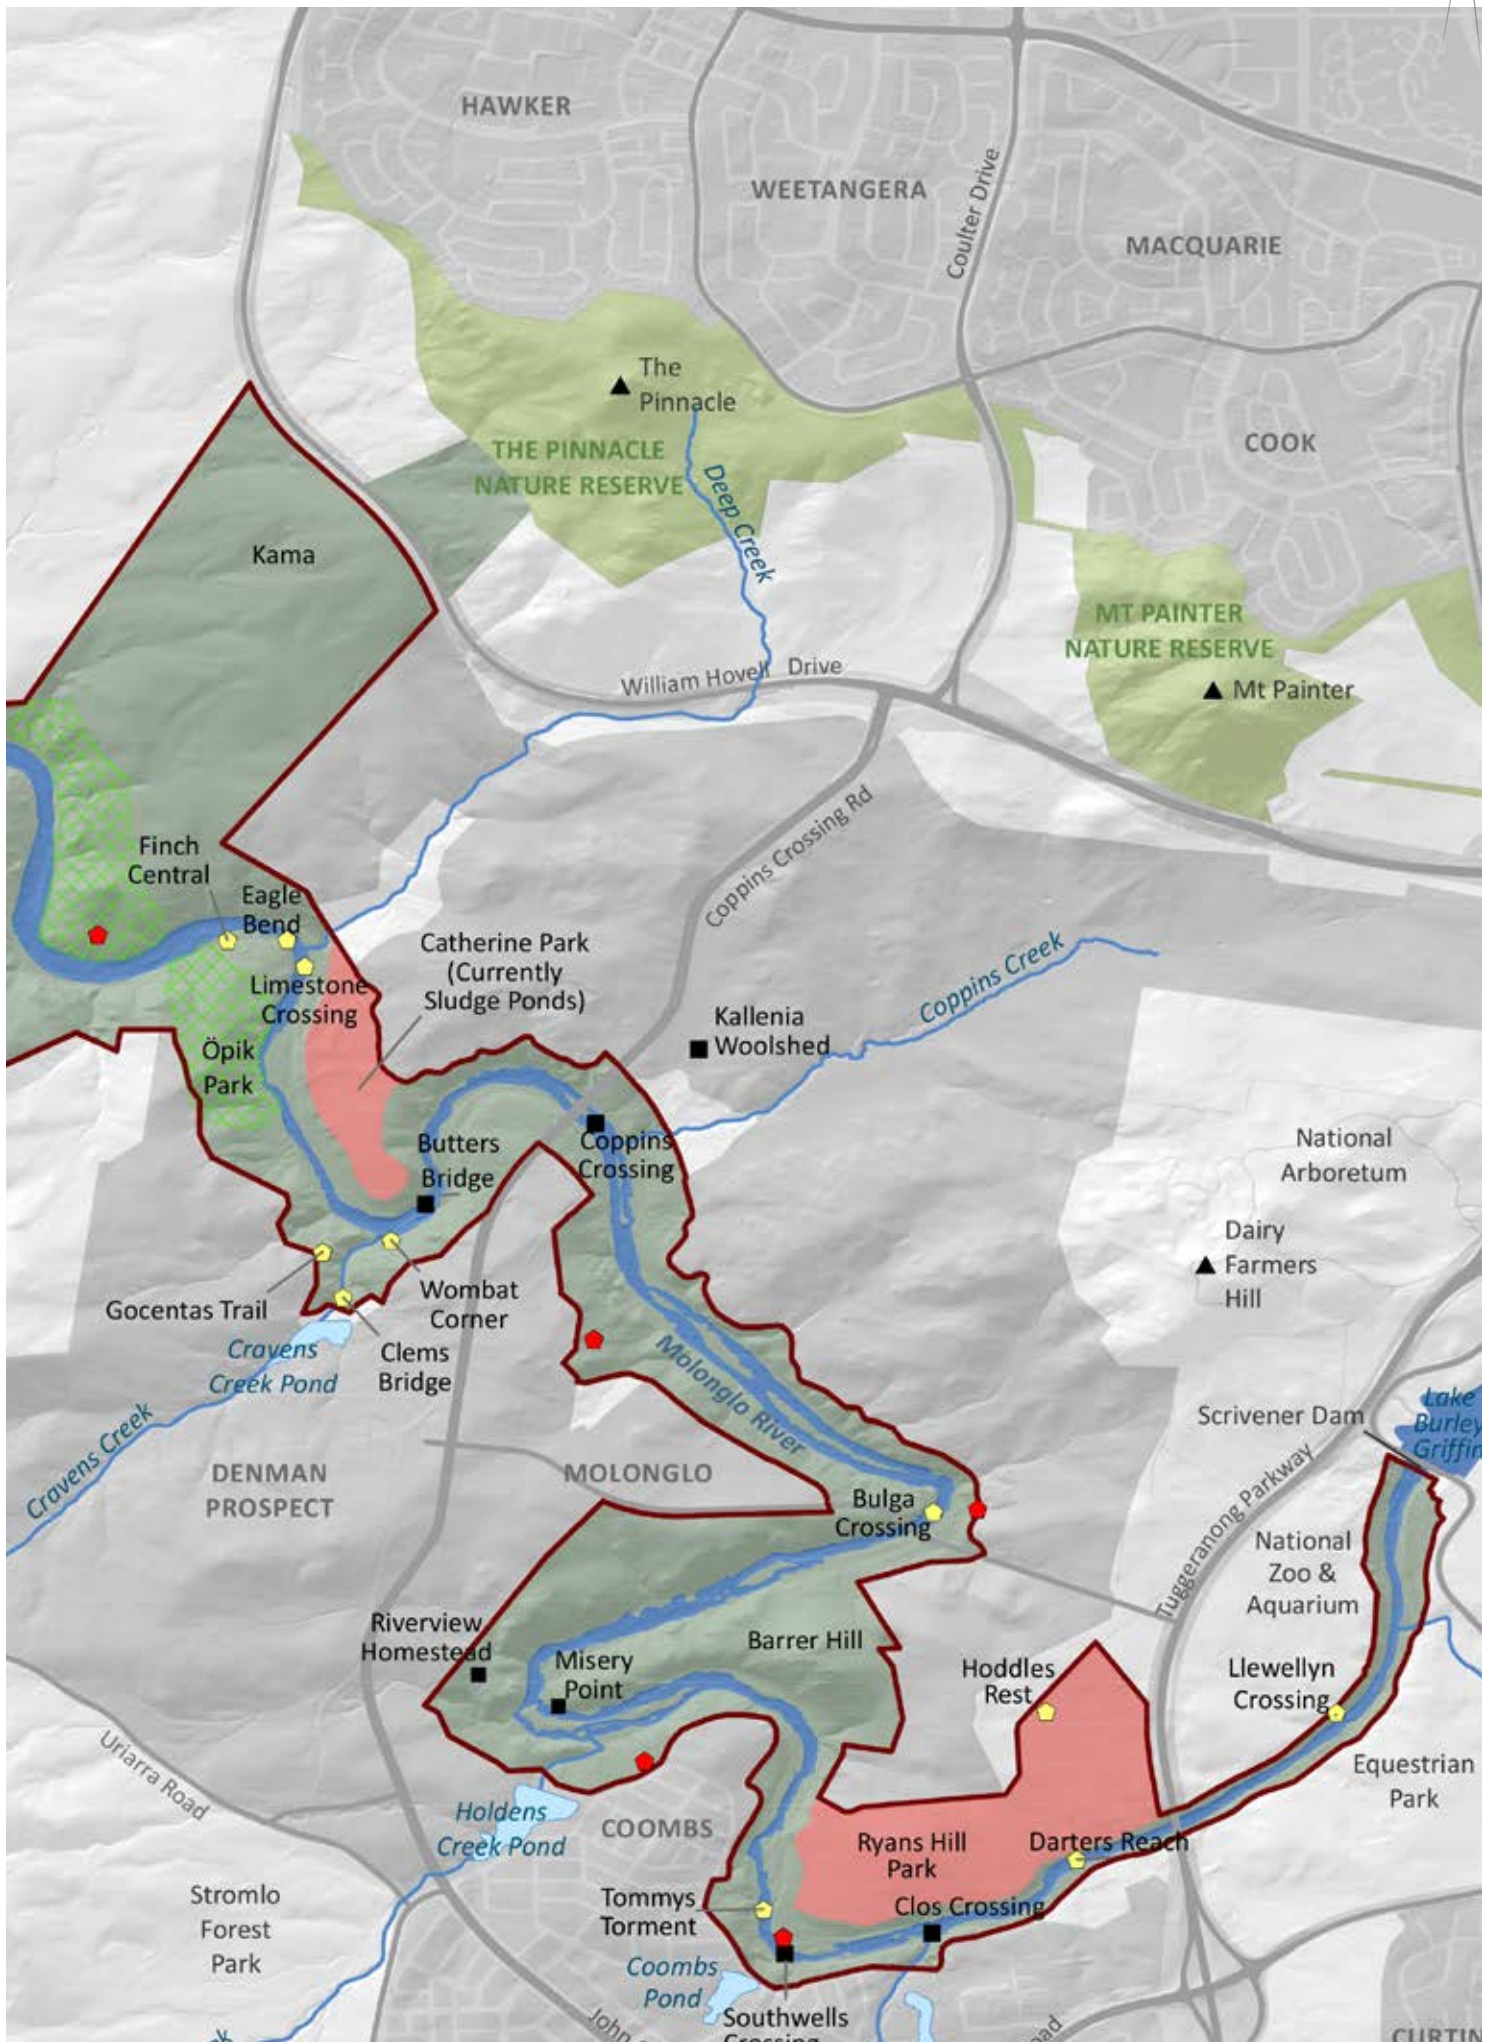 HAWKER
WEETANGERA
Coulter Drive
MACQUARIE
The
Pinnacle
THE PINNACLE
NATURE RESERVE
Deep Creek
COOK
Kama
MT PAINTER
NATURE RESERVE
Mt Painter
William Hovell Drive
Coppins Crossing Rd
Finch
Central
Eagle
Bend
Limestone
Crossing
Catherine Park
(Currently
Sludge Ponds)
Coppins Creek
Kallenia
Woolshed
Öpik
Park
Butters
Bridge
Coppins
Crossing
National
Arboretum
Dairy
Farmers
Hill
Gocentas Trail
Wombat
Corner
Cravens
Creek Pond
Clems
Bridge
Molonglo River
Cravens Creek
Scrivener Dam
Lake
Burley
Griffin
DENMAN
PROSPECT
MOLONGLO
Tuggeranong Parkway
Bulga
Crossing
National
Zoo &
Aquarium
Riverview
Homestead
Barrer Hill
Misery
Point
Hoddles
Rest
Llewellyn
Crossing
Uriarra Road
Equestrian
Park
Holdens
Creek Pond
COOMBS
Ryans Hill
Park
Darters Reach
Stromlo
Forest
Park
Tommys
Torment
Clos Crossing
Coombs
Pond
Southwells
Crossing
John
CURTIN